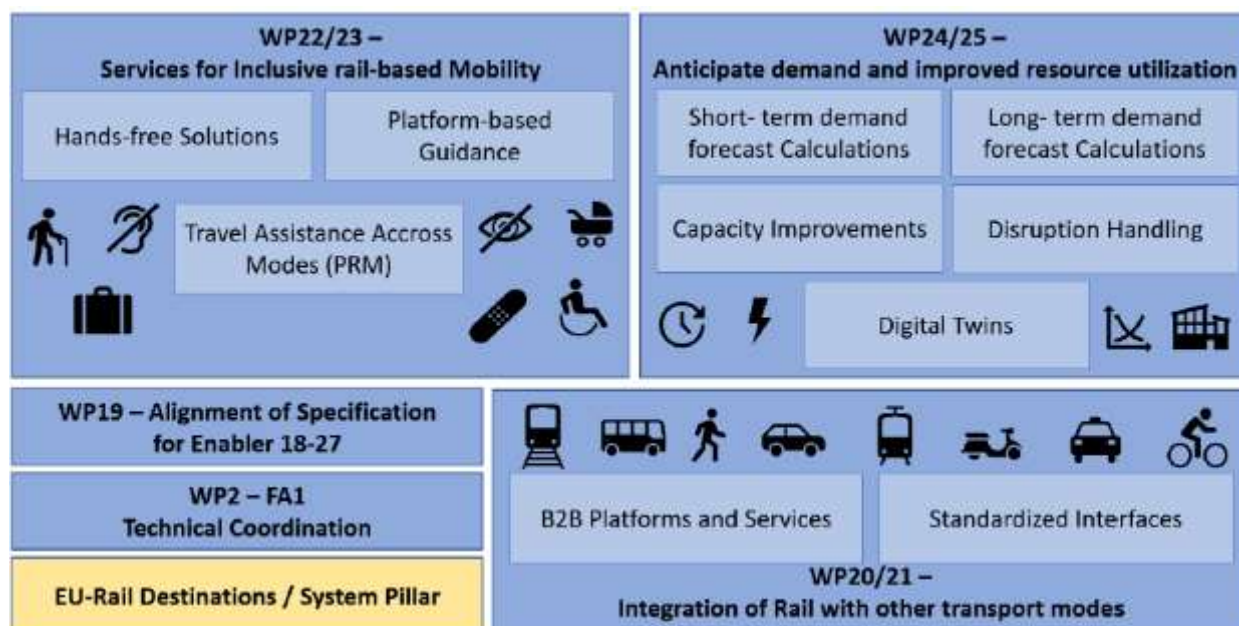 WP22/23 –
Services for Inclusive rail-based Mobility
Hands-free Solutions
Platform-based
Guidance
Travel Assistance Accross
Modes (PRM)
WP24/25 –
Anticipate demand and improved resource utilization
Short- term demand
forecast Calculations
Long- term demand
forecast Calculations
Capacity Improvements
Disruption Handling
Digital Twins
WP19 – Alignment of Specification
for Enabler 18-27
WP2 – FA1
Technical Coordination
EU-Rail Destinations / System Pillar
B2B Platforms and Services
Standardized Interfaces
WP20/21 –
Integration of Rail with other transport modes